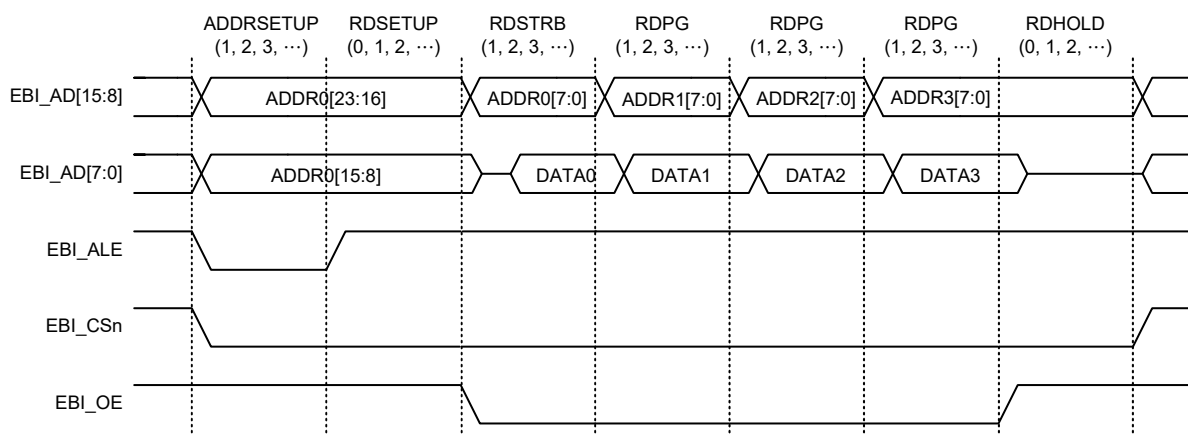 ADDRSETUP RDSETUP RDSTRB RDPG RDPG RDPG RDHOLD
(1, 2, 3, ⋯) (0, 1, 2, ⋯) (1, 2, 3, ⋯) (1, 2, 3, ⋯) (1, 2, 3, ⋯) (1, 2, 3, ⋯) (0, 1, 2, ⋯)
EBI_AD[15:8] ADDR0[23:16] ADDR0[7:0] ADDR1[7:0] ADDR2[7:0] ADDR3[7:0]
EBI_AD[7:0] ADDR0[15:8] DATA0 DATA1 DATA2 DATA3
EBI_ALE
EBI_CSn
EBI_OE